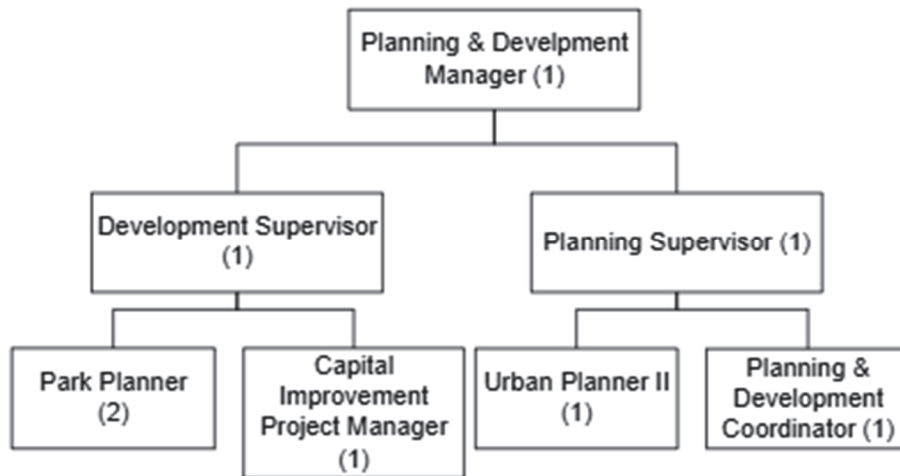 Planning & Develpment
Manager (1)
Development Supervisor
(1)
Planning Supervisor (1)
Park Planner
(2)
Capital
Improvement
Project Manager
(1)
Urban Planner II
(1)
Planning &
Development
Coordinator (1)